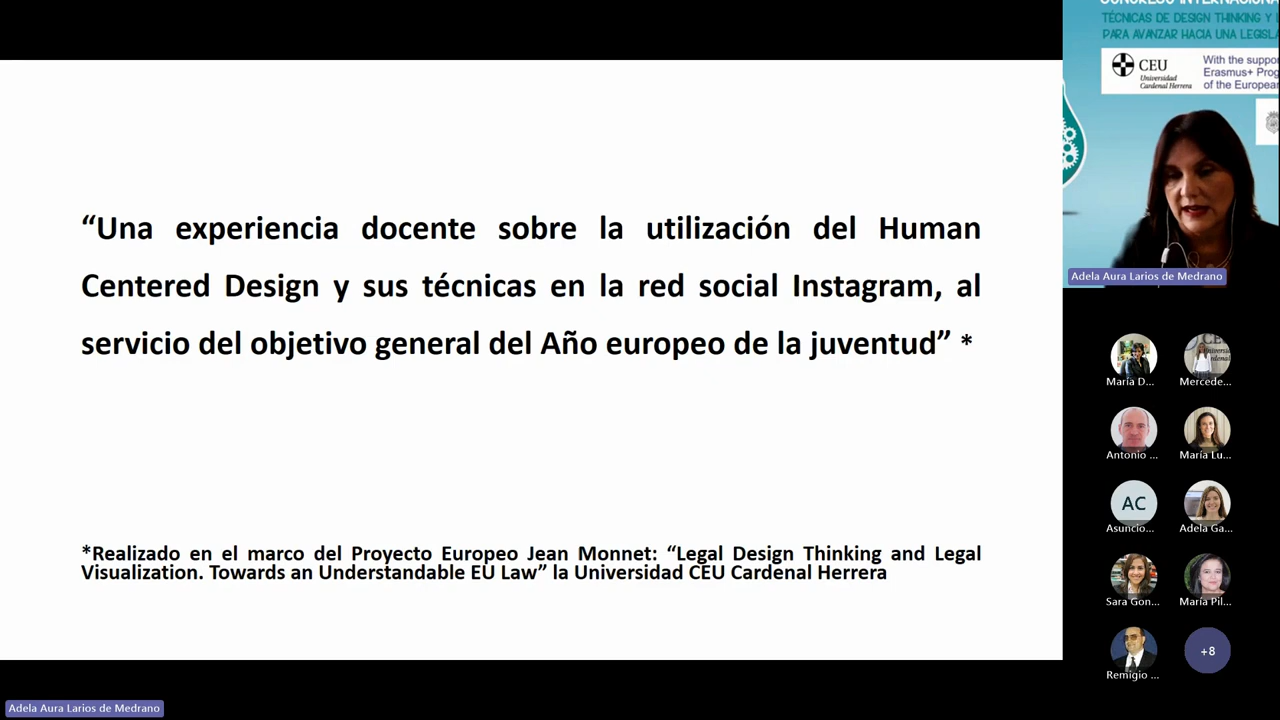 “Una experiencia docente sobre la utilización del Human
Centered Design y sus técnicas en la red social Instagram, al
servicio del objetivo general del Año europeo de la juventud” *
*Realizado en el marco del Proyecto Europeo Jean Monnet: “Legal Design Thinking and Legal
Visualization. Towards an Understandable EU Law” la Universidad CEU Cardenal Herrera
Adela Aura Larios de Medrano
CONGRESO INTERNACIONA
TÉCNICAS DE DESIGN THINKING Y
PARA AVANZAR HACIA UNA LEGISLA
CEU
Universidad
Cardenal Herrera
With the suppo
Erasmus+ Prog
of the European
Adela Aura Larios de Medrano
María D...
Mercede...
Antonio ...
María Lu...
AC
Asuncio...
Adela Ga...
Sara Gon...
María Pil...
Remigio ...
+8